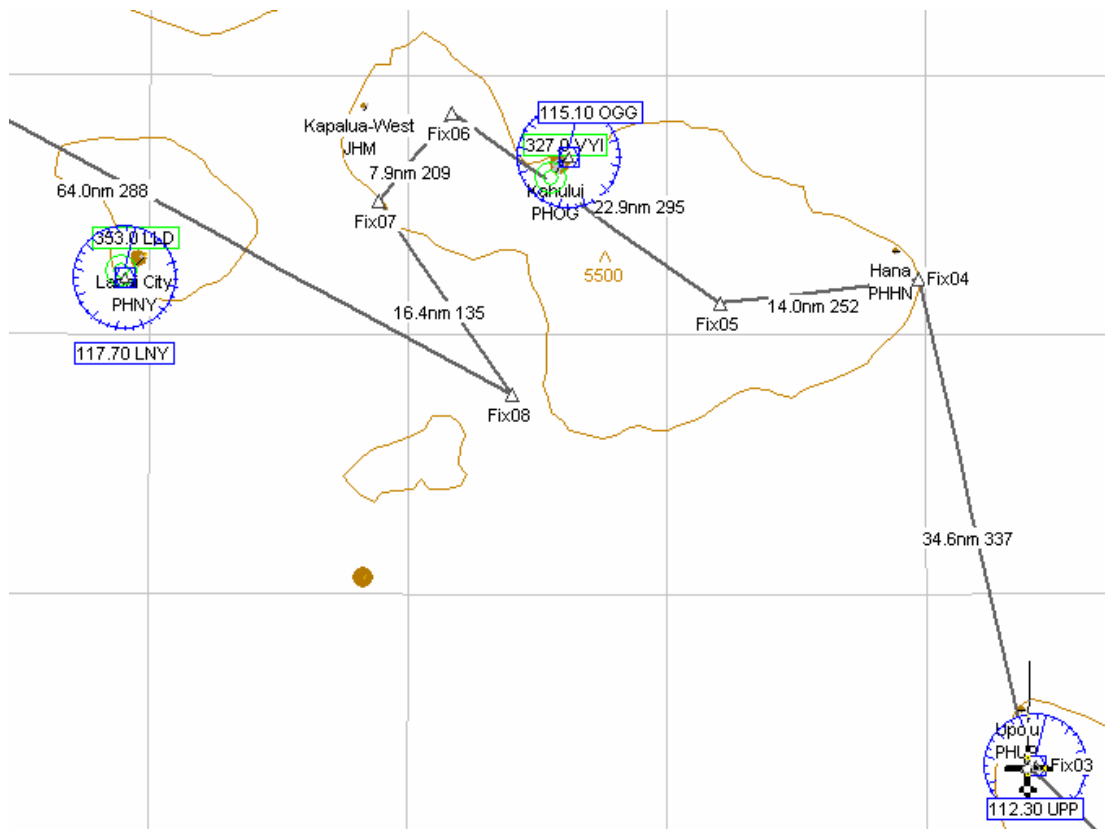 115.10 OGG
Kapalua-West
JHM
Fix06
327.0 VYI
7.9nm 209
Kahului
PHOG
64.0nm 288
Fix07
22.9nm 295
353.0 LLD
Lanai City
PHNY
5500
Hana
PHHN
Fix04
16.4nm 135
14.0nm 252
Fix05
117.70 LNY
Fix08
34.6nm 337
Upolu
Fix03
112.30 UPP